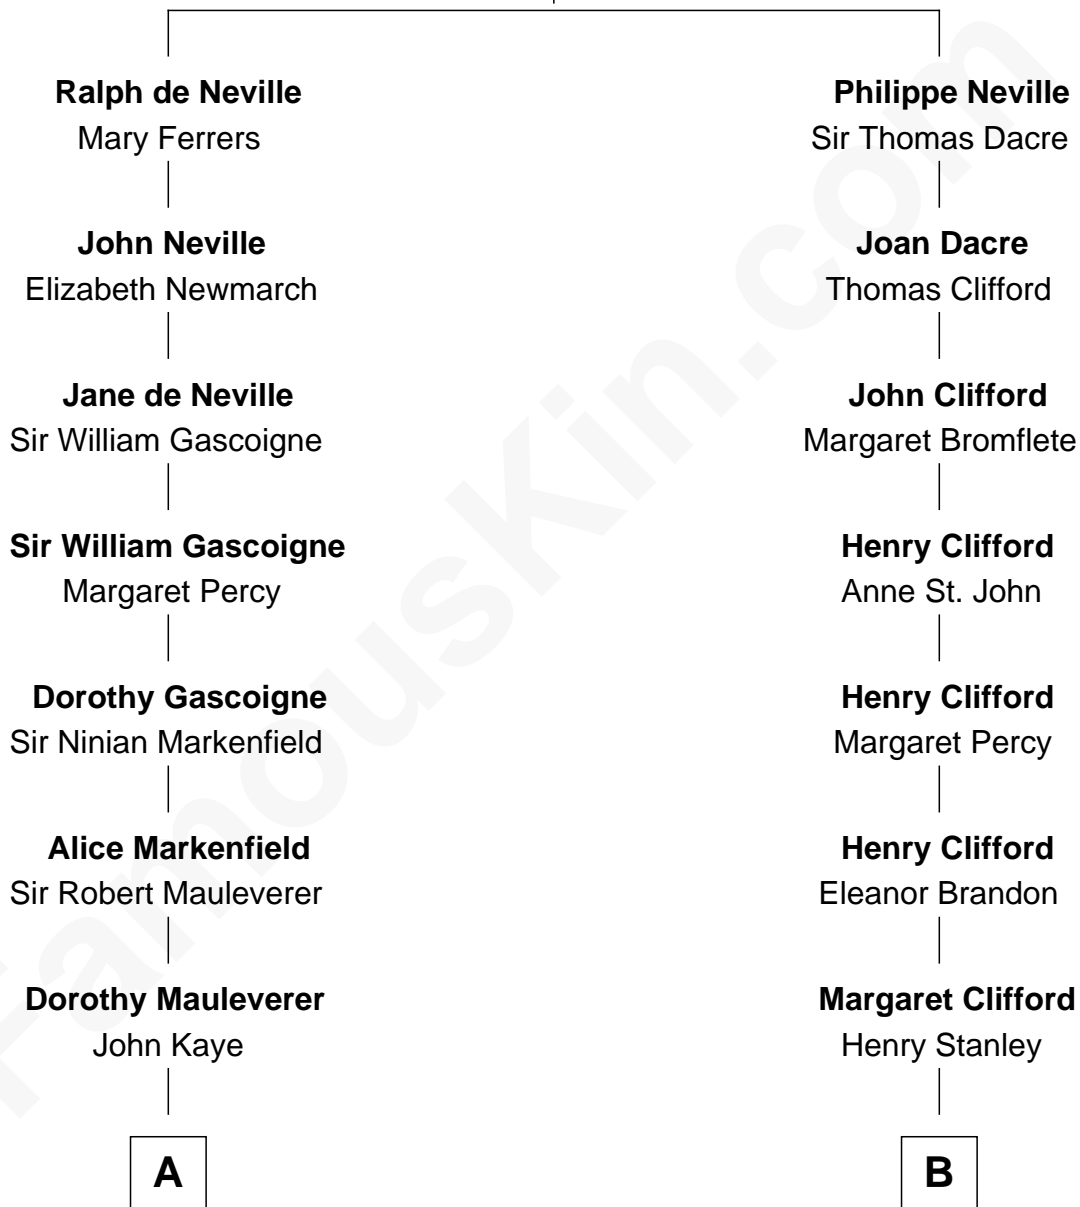 Ralph de Neville
Mary Ferrers
John Neville
Elizabeth Newmarch
Jane de Neville
Sir William Gascoigne
Sir William Gascoigne
Margaret Percy
Dorothy Gascoigne
Sir Ninian Markenfield
Alice Markenfield
Sir Robert Mauleverer
Dorothy Mauleverer
John Kaye
A
Philippe Neville
Sir Thomas Dacre
Joan Dacre
Thomas Clifford
John Clifford
Margaret Bromflete
Henry Clifford
Anne St. John
Henry Clifford
Margaret Percy
Henry Clifford
Eleanor Brandon
Margaret Clifford
Henry Stanley
B
FamousKin.com